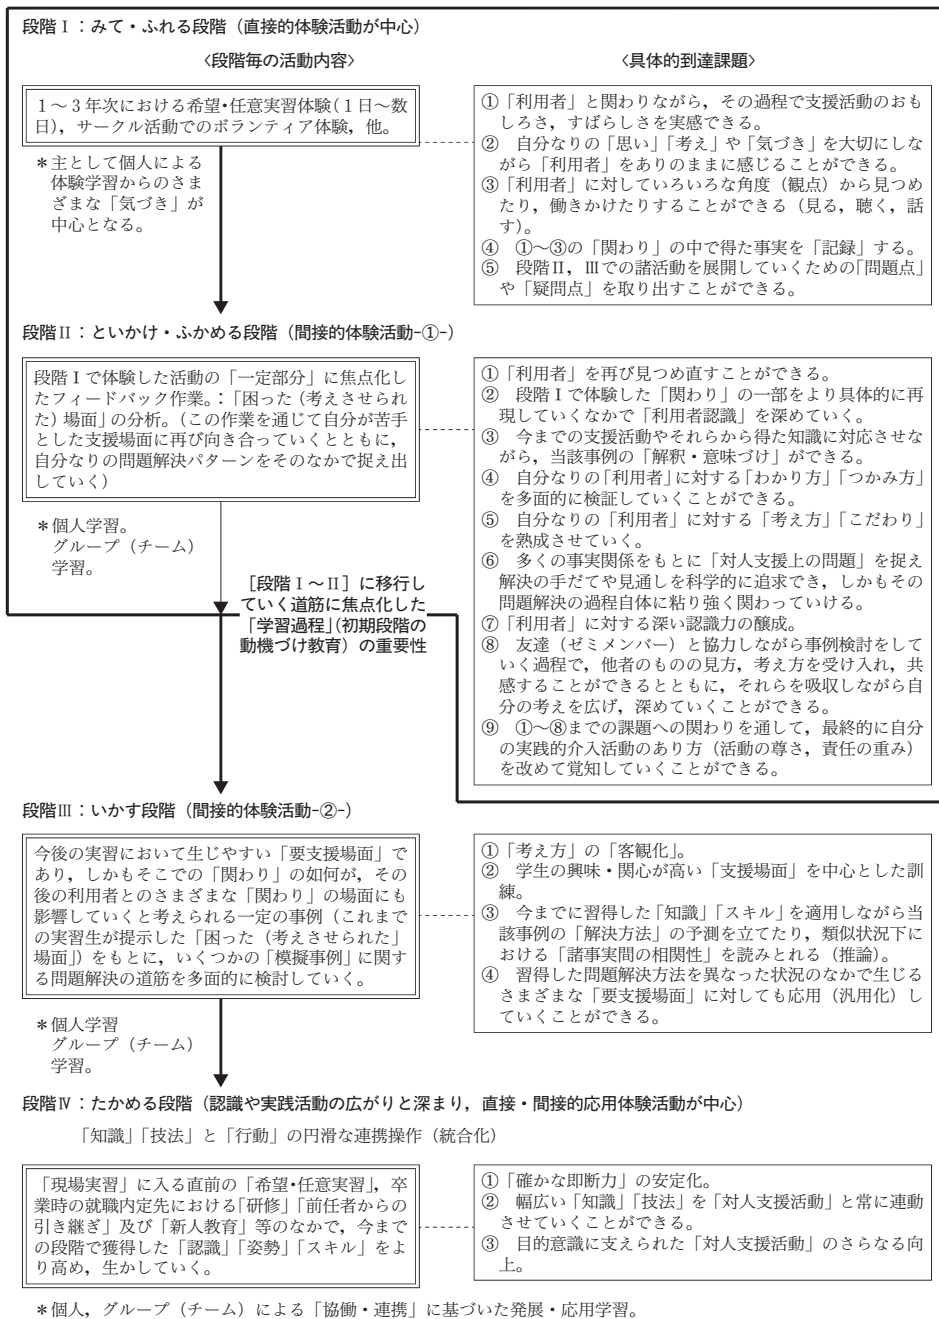 段階Ⅰ：みて・ふれる段階（直接的体験活動が中心）
〈段階毎の活動内容〉
〈具体的到達課題〉
１〜３年次における希望・任意実習体験（１日〜数
日），サークル活動でのボランティア体験，他。
＊主として個人による
体験学習からのさま
ざまな「気づき」が
中心となる。
①「利用者」と関わりながら，その過程で支援活動のおも
しろさ，すばらしさを実感できる。
②　自分なりの「思い」「考え」や「気づき」を大切にしな
がら「利用者」をありのままに感じることができる。
③「利用者」に対していろいろな角度（観点）から見つめ
たり，働きかけたりすることができる（見る，聴く，話
す）。
④　①〜③の「関わり」の中で得た事実を「記録」する。
⑤　段階Ⅱ，Ⅲでの諸活動を展開していくための「問題点」
や「疑問点」を取り出すことができる。
段階Ⅱ：といかけ・ふかめる段階（間接的体験活動-①-）
段階Ⅰで体験した活動の「一定部分」に焦点化し
たフィードバック作業。：「困った（考えさせられ
た）場面」の分析。（この作業を通じて自分が苦手
とした支援場面に再び向き合っていくとともに，
自分なりの問題解決パターンをそのなかで捉え出
していく）
＊個人学習。
グループ（チーム）
学習。
［段階Ⅰ〜Ⅱ］に移行し
ていく道筋に焦点化した
「学習過程」（初期段階の
動機づけ教育）の重要性
①「利用者」を再び見つめ直すことができる。
②　段階Ⅰで体験した「関わり」の一部をより具体的に再
現していくなかで「利用者認識」を深めていく。
③　今までの支援活動やそれらから得た知識に対応させな
がら，当該事例の「解釈・意味づけ」ができる。
④　自分なりの「利用者」に対する「わかり方」「つかみ方」
を多面的に検証していくことができる。
⑤　自分なりの「利用者」に対する「考え方」「こだわり」
を熟成させていく。
⑥　多くの事実関係をもとに「対人支援上の問題」を捉え
解決の手だてや見通しを科学的に追求でき，しかもその
問題解決の過程自体に粘り強く関わっていける。
⑦「利用者」に対する深い認識力の醸成。
⑧　友達（ゼミメンバー）と協力しながら事例検討をして
いく過程で，他者のものの見方，考え方を受け入れ，共
感することができるとともに，それらを吸収しながら自
分の考えを広げ，深めていくことができる。
⑨　①〜⑧までの課題への関わりを通して，最終的に自分
の実践的介入活動のあり方（活動の尊さ，責任の重み）
を改めて覚知していくことができる。
段階Ⅲ：いかす段階（間接的体験活動-②-）
今後の実習において生じやすい「要支援場面」で
あり，しかもそこでの「関わり」の如何が，その
後の利用者とのさまざまな「関わり」の場面にも
影響していくと考えられる一定の事例（これまで
の実習生が提示した「困った（考えさせられた」
場面」）をもとに，いくつかの「模擬事例」に関す
る問題解決の道筋を多面的に検討していく。
＊個人学習
グループ（チーム）
学習。
①「考え方」の「客観化」。
②　学生の興味・関心が高い「支援場面」を中心とした訓
練。
③　今までに習得した「知識」「スキル」を適用しながら当
該事例の「解決方法」の予測を立てたり，類似状況下に
おける「諸事実間の相関性」を読みとれる（推論）。
④　習得した問題解決方法を異なった状況のなかで生じる
さまざまな「要支援場面」に対しても応用（汎用化）し
ていくことができる。
段階Ⅳ：たかめる段階（認識や実践活動の広がりと深まり，直接・間接的応用体験活動が中心）
「知識」「技法」と「行動」の円滑な連携操作（統合化）
「現場実習」に入る直前の「希望・任意実習」，卒
業時の就職内定先における「研修」「前任者からの
引き継ぎ」及び「新人教育」等のなかで，今まで
の段階で獲得した「認識」「姿勢」「スキル」をよ
り高め，生かしていく。
①「確かな即断力」の安定化。
②　幅広い「知識」「技法」を「対人支援活動」と常に連動
させていくことができる。
③　目的意識に支えられた「対人支援活動」のさらなる向
上。
＊個人，グループ（チーム）による「協働・連携」に基づいた発展・応用学習。